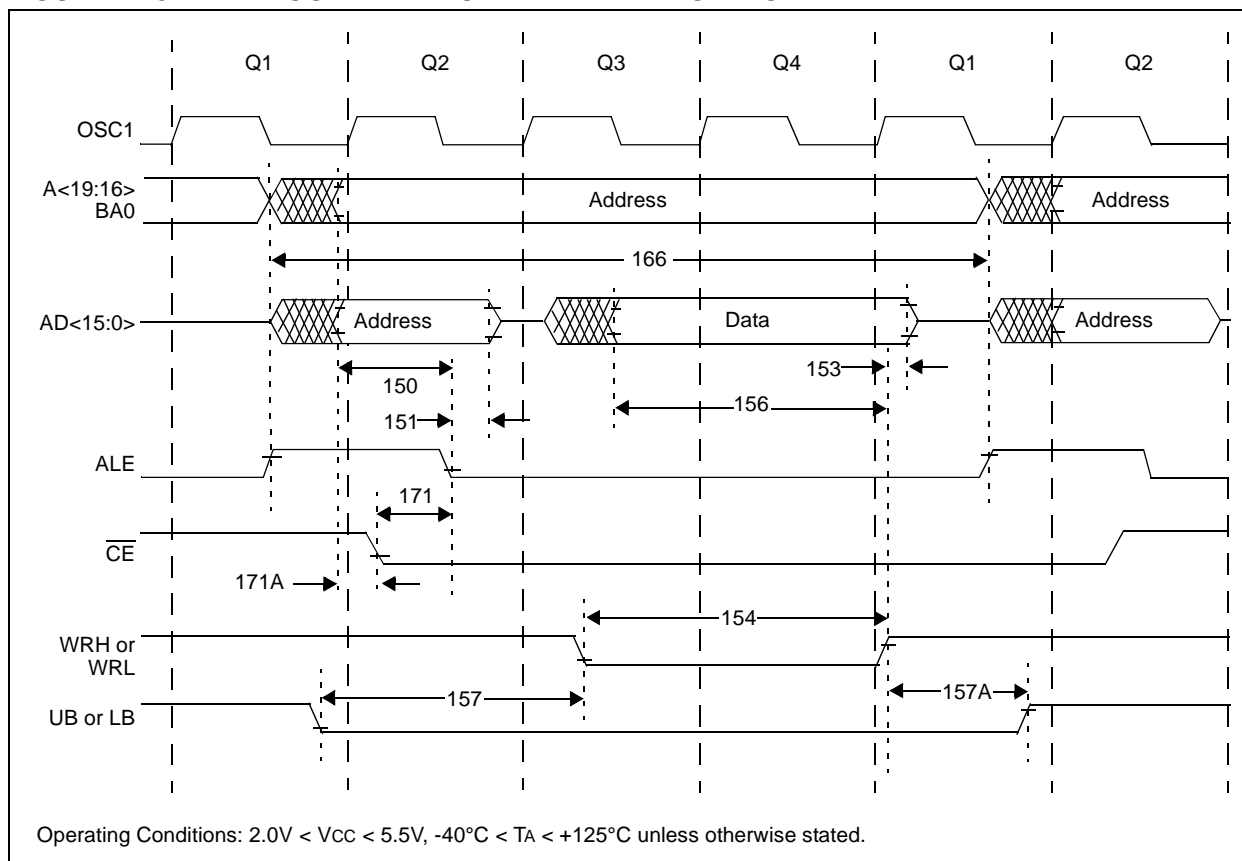 Q1 Q2 Q3 Q4 Q1 Q2
OSC1
A<19:16>
BA0
Address Address
166
AD<15:0>
Address Data Address
150
153
151
156
ALE
171
CE
171A
154
WRH or
WRL
157 157A
UB or LB
Operating Conditions: 2.0V < VCC < 5.5V, -40°C < TA < +125°C unless otherwise stated.